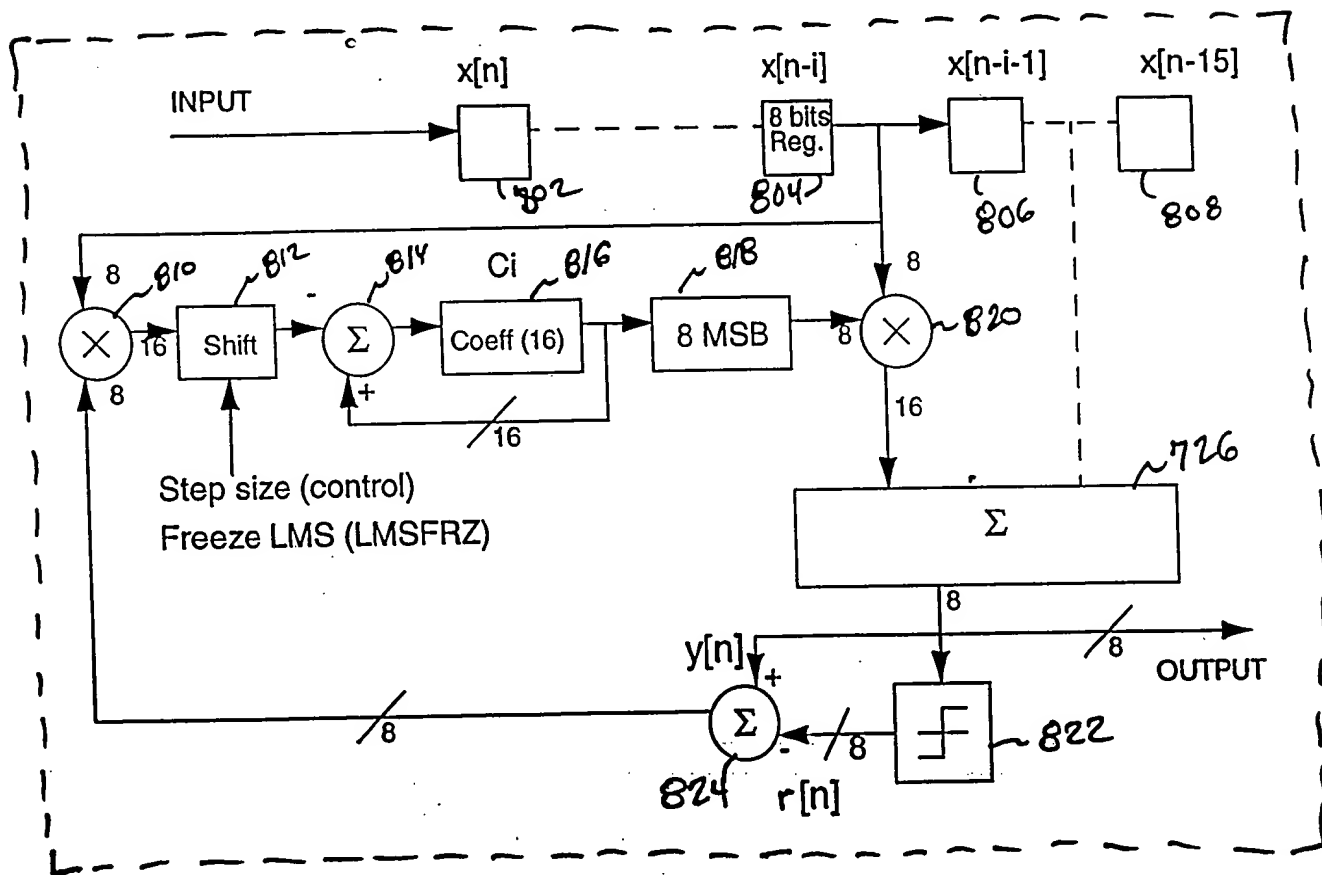 x[n] x[n-i] x[n-i-1] x[n-15]
INPUT
8 bits
Reg.
802 804 806 808
810 812 814 Ci 816 818
8 8
Shift Σ Coeff (16) 8 MSB 820
16 8
8 + -
16 16
Step size (control)
Freeze LMS (LMSFRZ)
726
Σ
8
y[n] 8
OUTPUT
+
Σ
8 - 8 822
824 r[n]